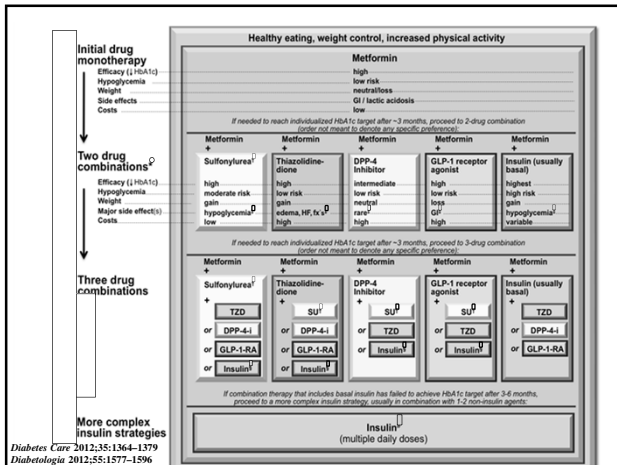 Healthy eating, weight control, increased physical activity
Initial drug
monotherapy
Metformin
Efficacy (↓HbA1c) high
Hypoglycemia low risk
Weight neutral/loss
Side effects GI / lactic acidosis
Costs low
If needed to reach individualized HbA1c target after ~3 months, proceed to 2-drug combination
(order not meant to denote any specific preference):
Metformin Metformin Metformin Metformin Metformin
+ + + + +
Two drug
combinations
Sulfonylurea Thiazolidine- DPP-4 GLP-1 receptor Insulin (usually
dione Inhibitor agonist basal)
Efficacy (↓HbA1c) high high intermediate high highest
Hypoglycemia moderate risk low risk low risk low risk high risk
Weight gain gain neutral loss gain
Major side effect(s) hypoglycemia edema, HF, fx's rare GI hypoglycemia
Costs low high high high variable
If needed to reach individualized HbA1c target after ~3 months, proceed to 3-drug combination
(order not meant to denote any specific preference):
Metformin Metformin Metformin Metformin Metformin
+ + + + +
Three drug
combinations
Sulfonylurea Thiazolidine- DPP-4 GLP-1 receptor Insulin (usually
dione Inhibitor agonist basal)
+ + + + +
TZD SU SU SU TZD
or DPP-4-i or DPP-4-i or TZD or TZD or DPP-4-i
or GLP-1-RA or GLP-1-RA or Insulin or Insulin or GLP-1-RA
or Insulin or Insulin
If combination therapy that includes basal insulin has failed to achieve HbA1c target after 3-6 months,
proceed to a more complex insulin strategy, usually in combination with 1-2 non-insulin agents:
More complex
insulin strategies
Insulin
(multiple daily doses)
Diabetes Care 2012;35:1364–1379
Diabetologia 2012;55:1577–1596